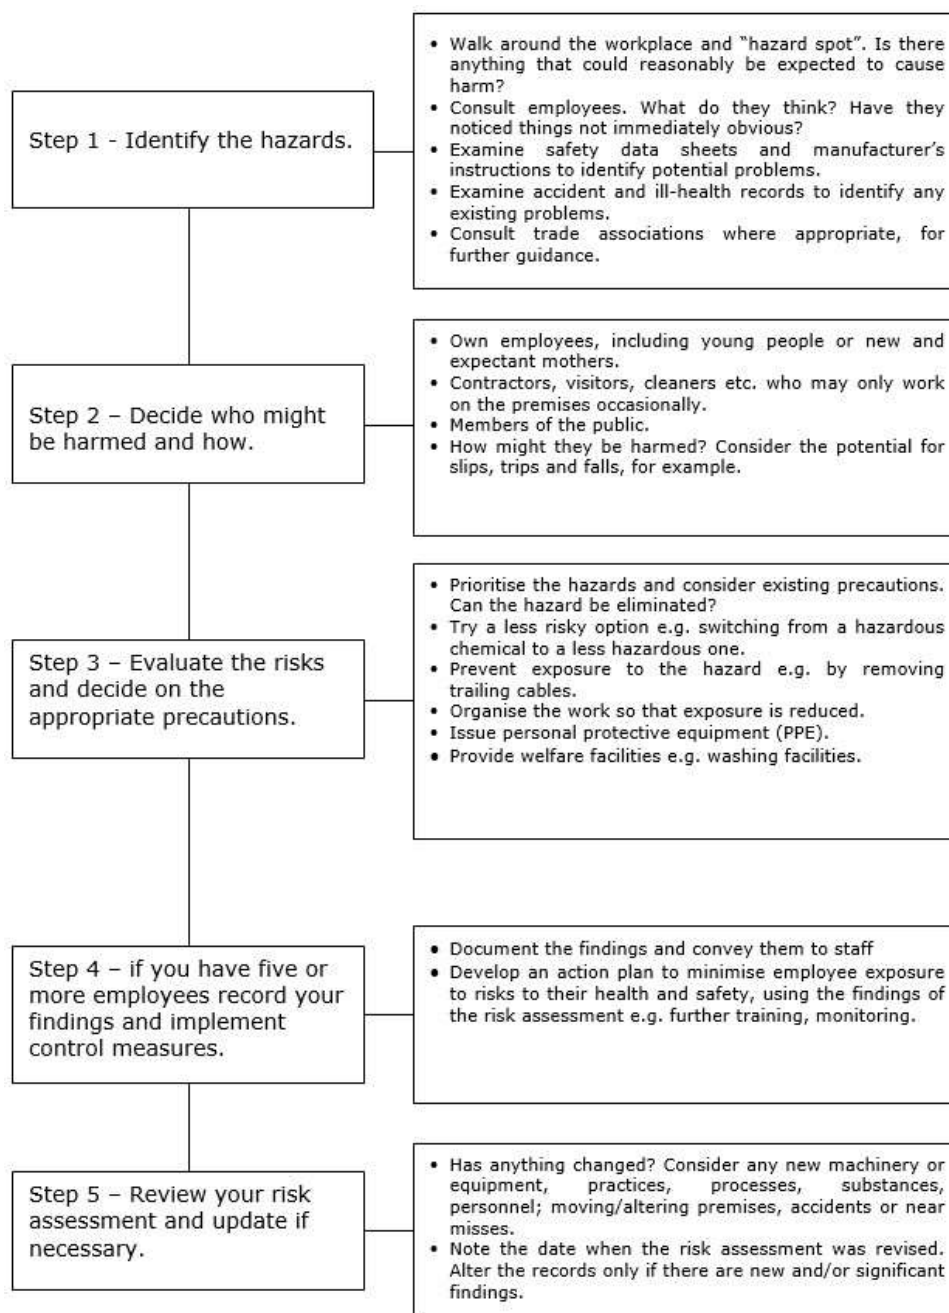 Step 1 - Identify the hazards.
• Walk around the workplace and “hazard spot”. Is there
anything that could reasonably be expected to cause
harm?
• Consult employees. What do they think? Have they
noticed things not immediately obvious?
• Examine safety data sheets and manufacturer’s
instructions to identify potential problems.
• Examine accident and ill-health records to identify any
existing problems.
• Consult trade associations where appropriate, for
further guidance.
Step 2 – Decide who might
be harmed and how.
• Own employees, including young people or new and
expectant mothers.
• Contractors, visitors, cleaners etc. who may only work
on the premises occasionally.
• Members of the public.
• How might they be harmed? Consider the potential for
slips, trips and falls, for example.
Step 3 – Evaluate the risks
and decide on the
appropriate precautions.
• Prioritise the hazards and consider existing precautions.
Can the hazard be eliminated?
• Try a less risky option e.g. switching from a hazardous
chemical to a less hazardous one.
• Prevent exposure to the hazard e.g. by removing
trailing cables.
• Organise the work so that exposure is reduced.
• Issue personal protective equipment (PPE).
• Provide welfare facilities e.g. washing facilities.
Step 4 – if you have five or
more employees record your
findings and implement
control measures.
• Document the findings and convey them to staff
• Develop an action plan to minimise employee exposure
to risks to their health and safety, using the findings of
the risk assessment e.g. further training, monitoring.
Step 5 – Review your risk
assessment and update if
necessary.
• Has anything changed? Consider any new machinery or
equipment, practices, processes, substances,
personnel; moving/altering premises, accidents or near
misses.
• Note the date when the risk assessment was revised.
Alter the records only if there are new and/or significant
findings.